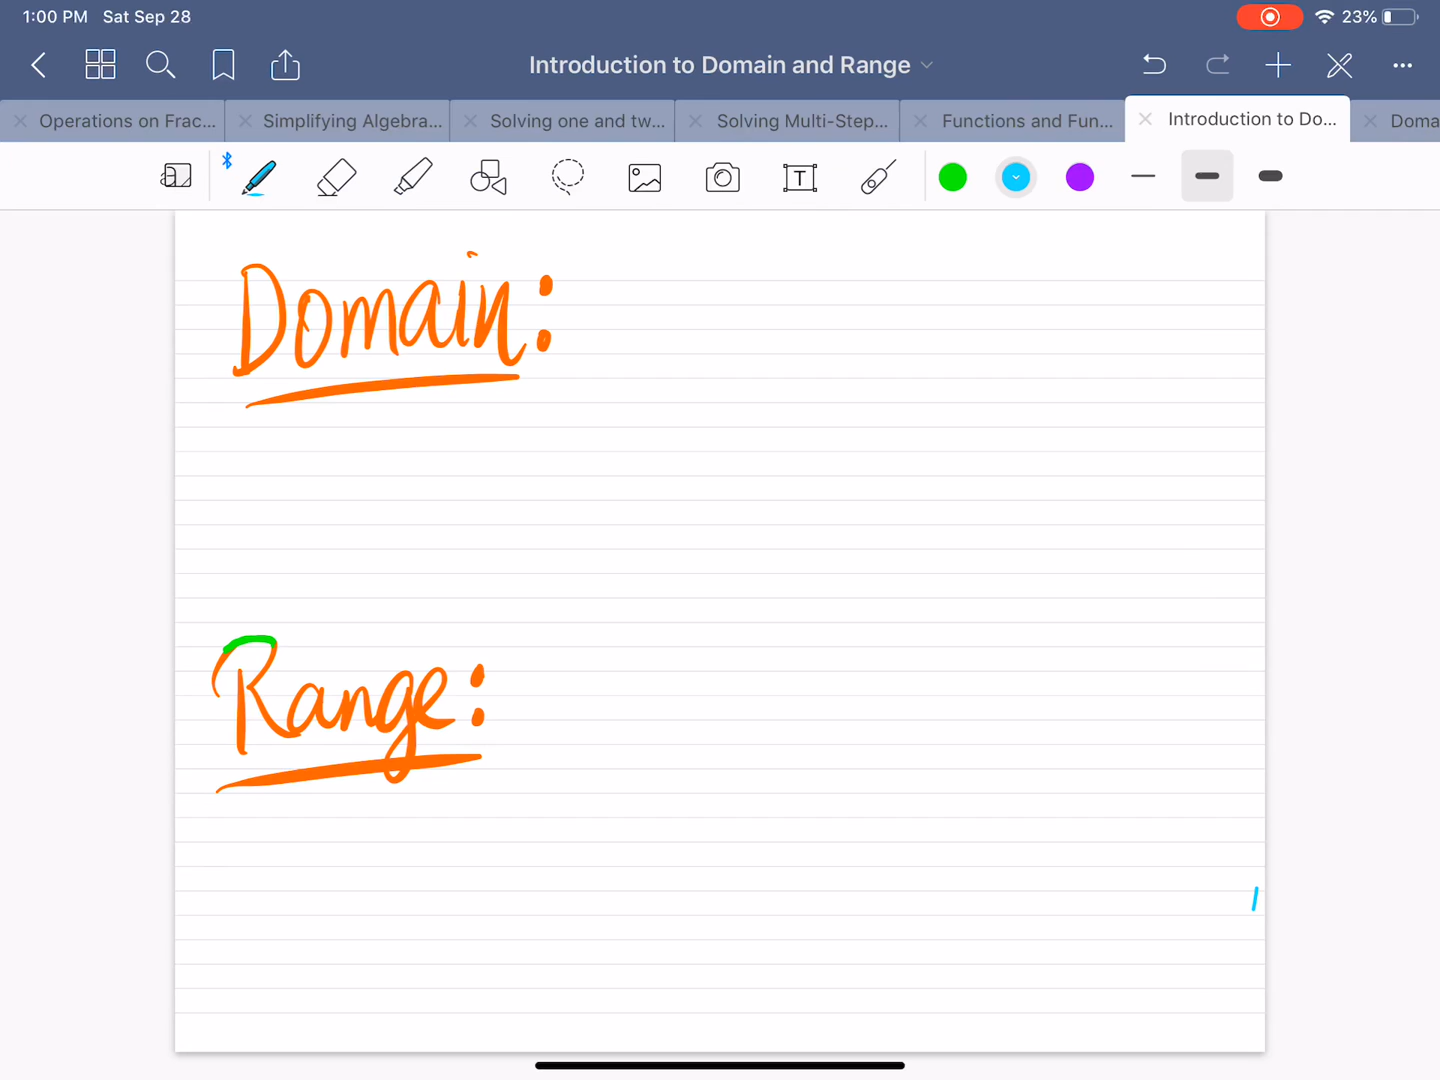 1:00 PM Sat Sep 28 23%
Introduction to Domain and Range
Operations on Frac... Simplifying Algebra... Solving one and tw... Solving Multi-Step... Functions and Fun... Introduction to Do... Doma
a T
Domain:
Range: